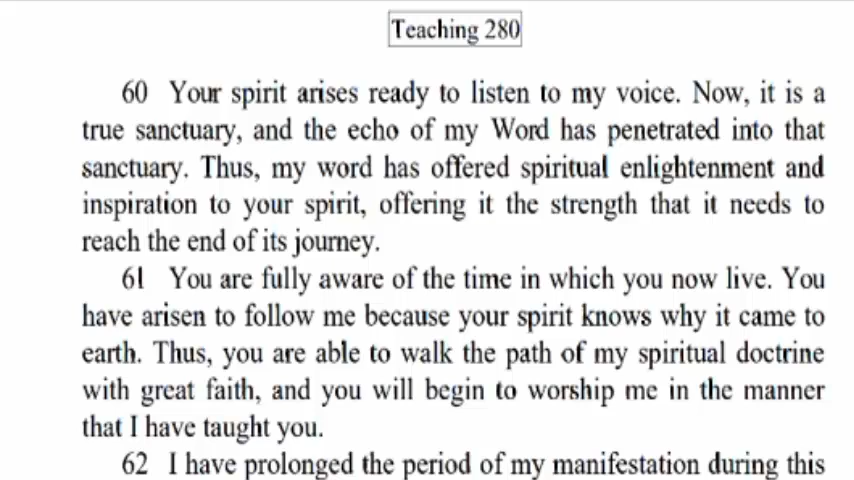 Teaching 280
60 Your spirit arises ready to listen to my voice. Now, it is a
true sanctuary, and the echo of my Word has penetrated into that
sanctuary. Thus, my word has offered spiritual enlightenment and
inspiration to your spirit, offering it the strength that it needs to
reach the end of its journey.
61 You are fully aware of the time in which you now live. You
have arisen to follow me because your spirit knows why it came to
earth. Thus, you are able to walk the path of my spiritual doctrine
with great faith, and you will begin to worship me in the manner
that I have taught you.
62 I have prolonged the period of my manifestation during this